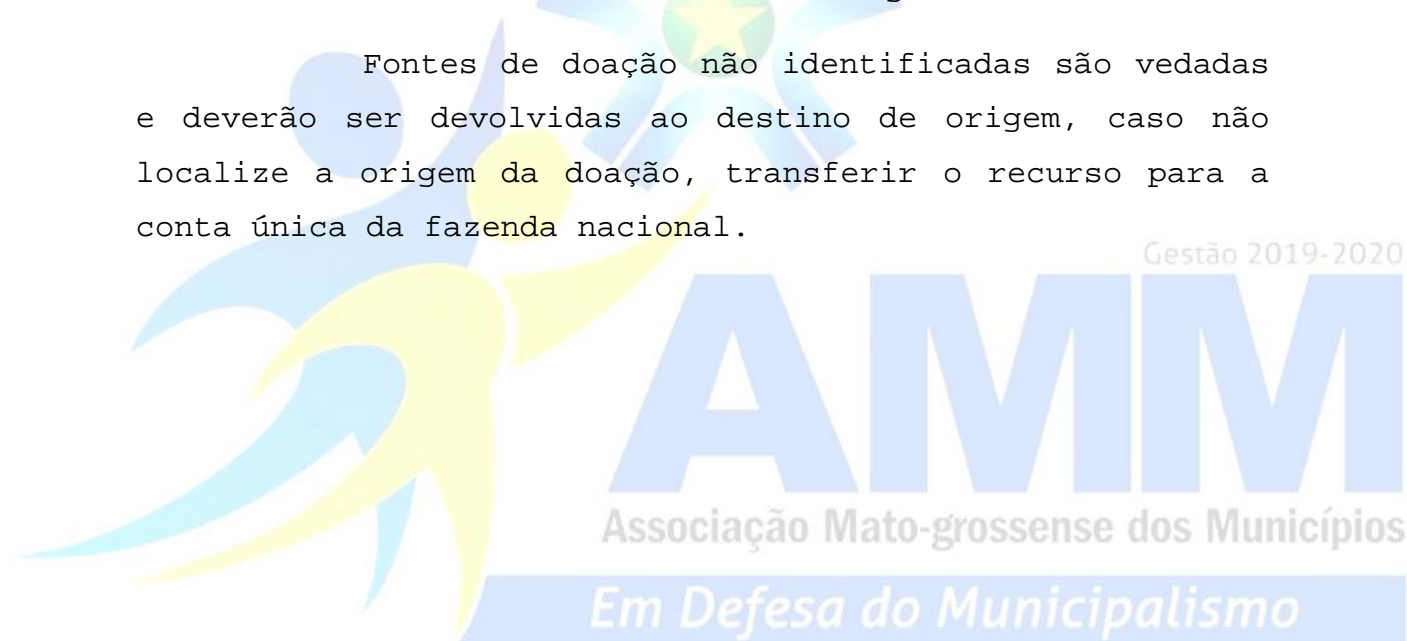 Fontes de doação não identificadas são vedadas
e deverão ser devolvidas ao destino de origem, caso não
localize a origem da doação, transferir o recurso para a
conta única da fazenda nacional.
Gestão 2019-2020
AMM
Associação Mato-grossense dos Municípios
Em Defesa do Municipalismo